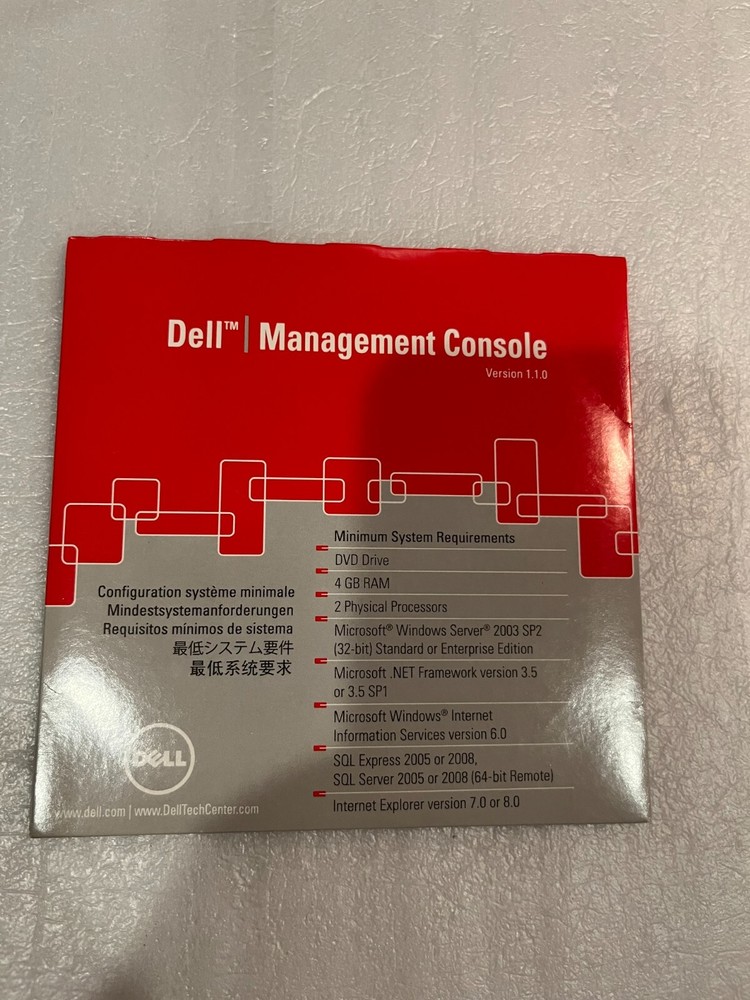 Dell™ | Management Console
Version 1.1.0
Minimum System Requirements
DVD Drive
4 GB RAM
2 Physical Processors
Microsoft® Windows Server® 2003 SP2
(32-bit) Standard or Enterprise Edition
Microsoft .NET Framework version 3.5
or 3.5 SP1
Microsoft Windows® Internet
Information Services version 6.0
SQL Express 2005 or 2008,
SQL Server 2005 or 2008 (64-bit Remote)
Internet Explorer version 7.0 or 8.0
Configuration système minimale
Mindestsystemanforderungen
Requisitos mínimos de sistema
最低システム要件
最低系统要求
DELL
www.dell.com | www.DellTechCenter.com